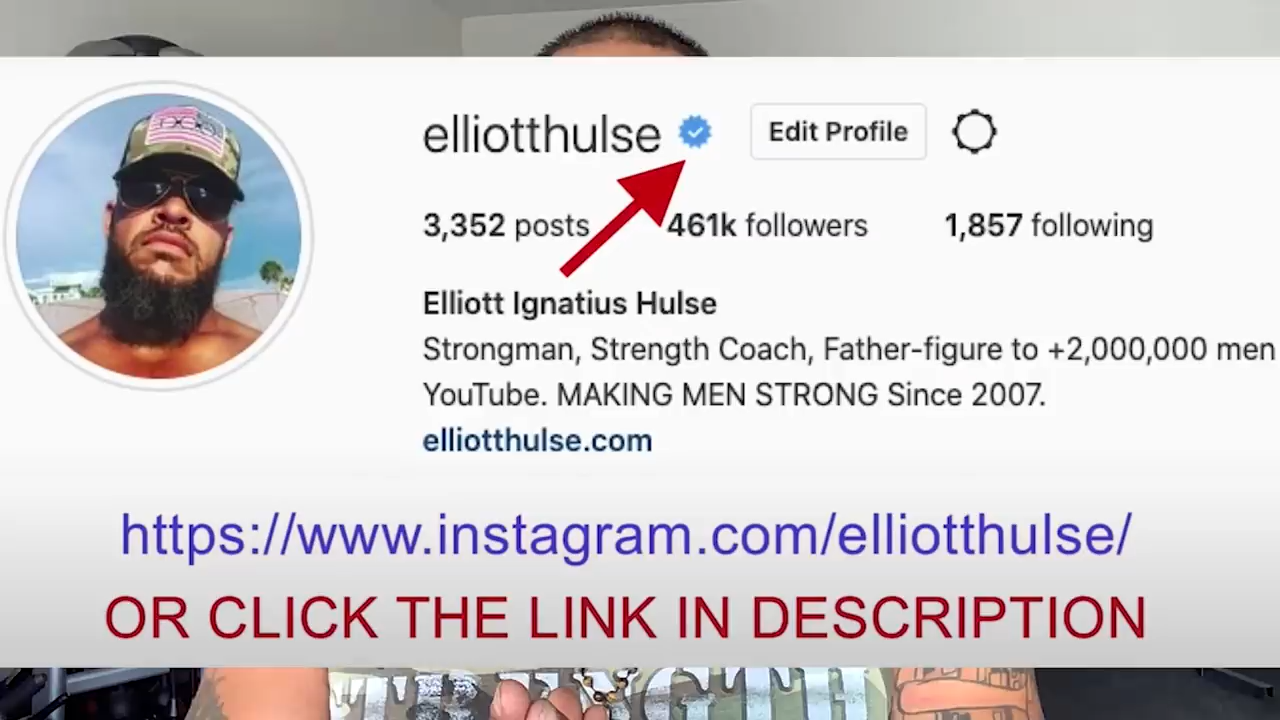 elliotthulse Edit Profile
3,352 posts 461k followers 1,857 following
Elliott Ignatius Hulse
Strongman, Strength Coach, Father-figure to +2,000,000 men
YouTube. MAKING MEN STRONG Since 2007.
elliotthulse.com
https://www.instagram.com/elliotthulse/
OR CLICK THE LINK IN DESCRIPTION